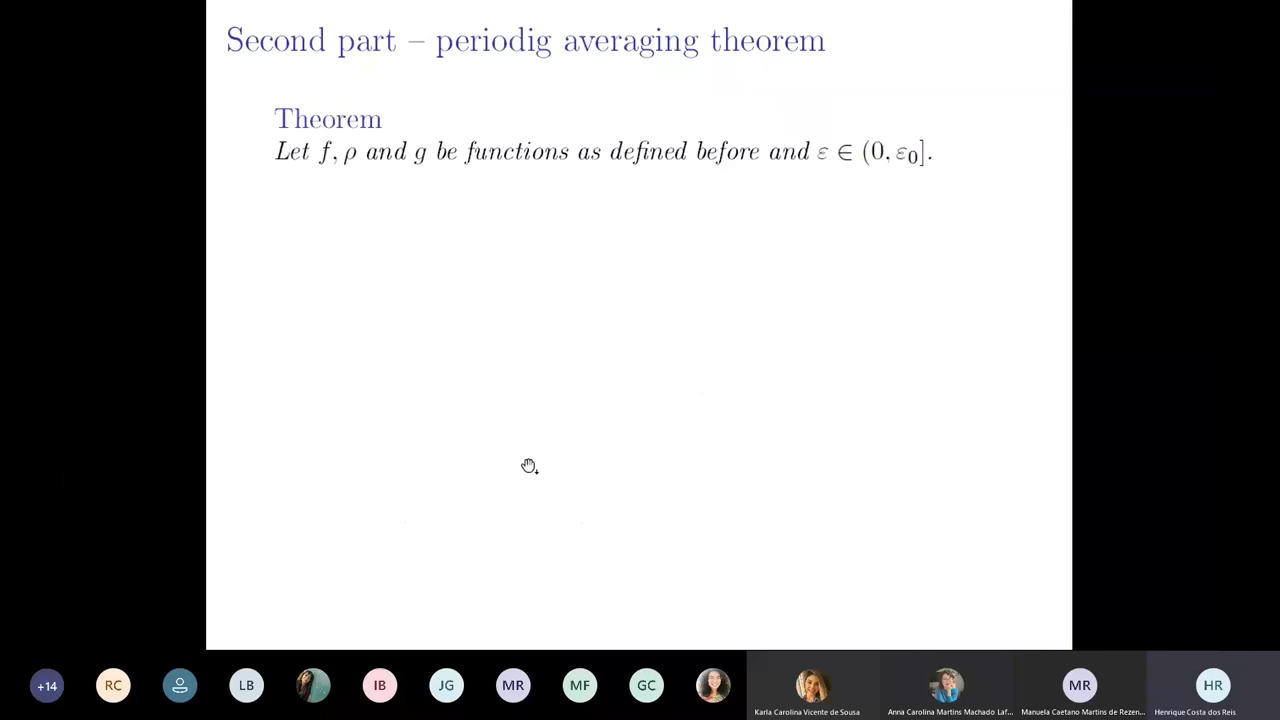 Second part – periodig averaging theorem
Theorem
Let f, ρ and g be functions as defined before and ε ∈ (0, ε₀].
+14
RC
LB
IB
JG
MR
MF
GC
MR
HR
Karla Carolina Vicente de Sousa
Anna Carolina Martins Machado Laf...
Manuela Caetano Martins de Rezen...
Henrique Costa dos Reis